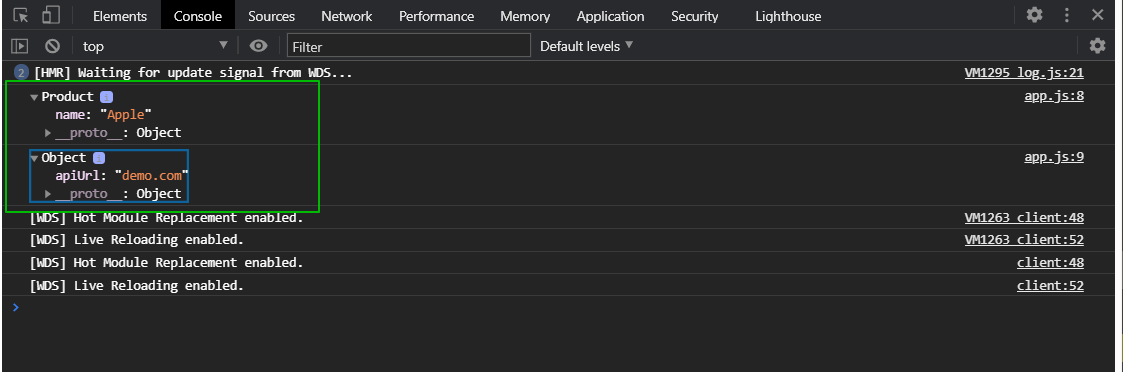 Elements Console Sources Network Performance Memory Application Security Lighthouse
top Filter Default levels
2 [HMR] Waiting for update signal from WDS... VM1295 log.js:21
Product i app.js:8
name: "Apple"
__proto__: Object
Object i app.js:9
apiUrl: "demo.com"
__proto__: Object
[WDS] Hot Module Replacement enabled. VM1263 client:48
[WDS] Live Reloading enabled. VM1263 client:52
[WDS] Hot Module Replacement enabled. client:48
[WDS] Live Reloading enabled. client:52